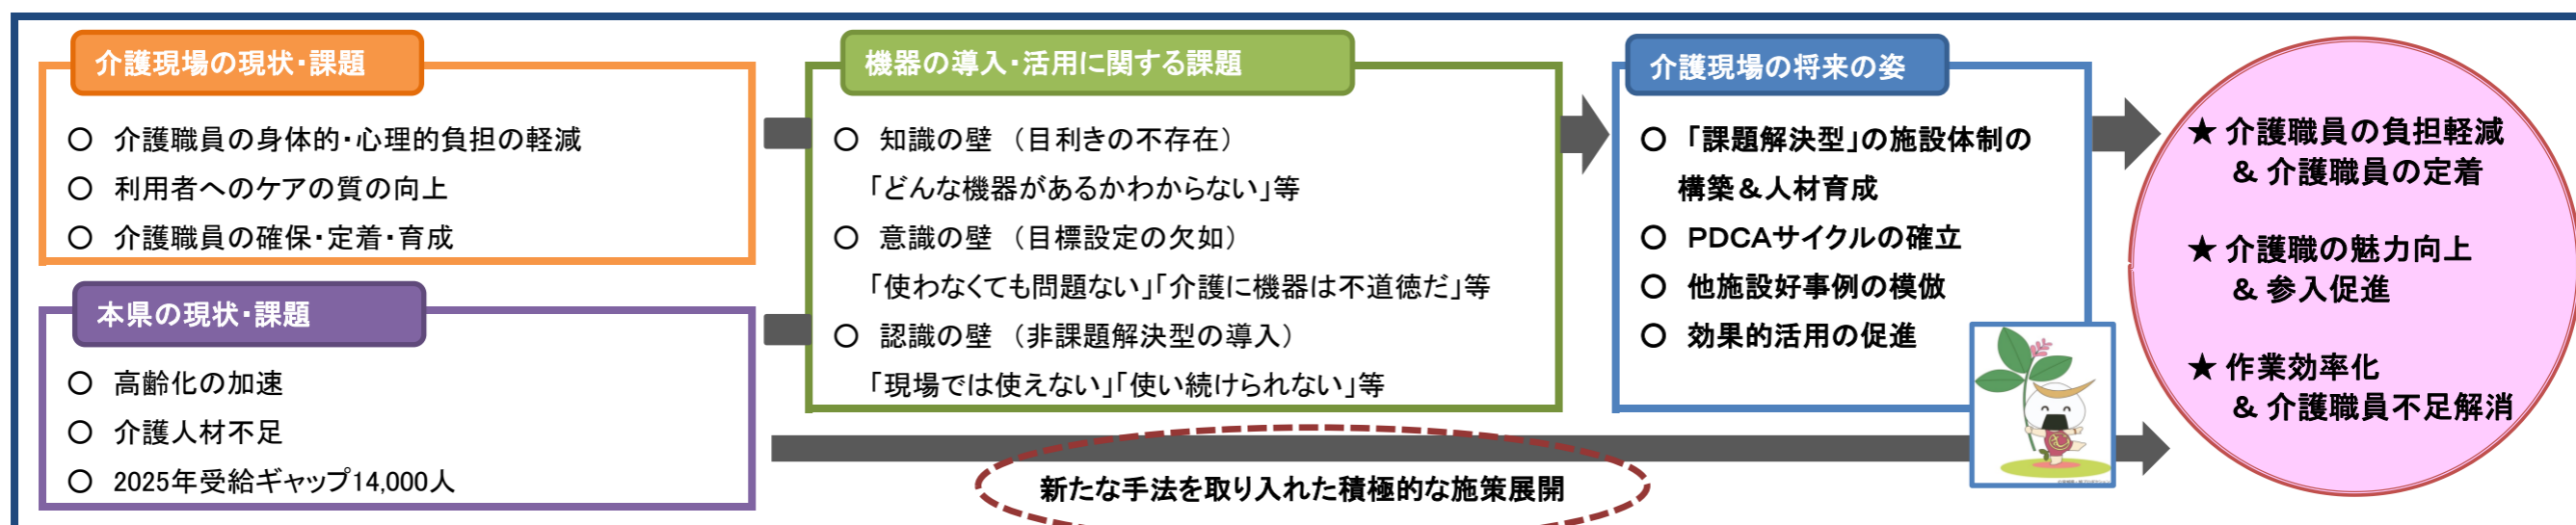 介護現場の現状・課題
○ 介護職員の身体的・心理的負担の軽減
○ 利用者へのケアの質の向上
○ 介護職員の確保・定着・育成
本県の現状・課題
○ 高齢化の加速
○ 介護人材不足
○ 2025年受給ギャップ14,000人
機器の導入・活用に関する課題
○ 知識の壁 （目利きの不存在）
「どんな機器があるかわからない」等
○ 意識の壁 （目標設定の欠如）
「使わなくても問題ない」「介護に機器は不道徳だ」等
○ 認識の壁 （非課題解決型の導入）
「現場では使えない」「使い続けられない」等
介護現場の将来の姿
○ 「課題解決型」の施設体制の
構築＆人材育成
○ PDCAサイクルの確立
○ 他施設好事例の模倣
○ 効果的活用の促進
新たな手法を取り入れた積極的な施策展開
★ 介護職員の負担軽減
& 介護職員の定着
★ 介護職の魅力向上
& 参入促進
★ 作業効率化
& 介護職員不足解消